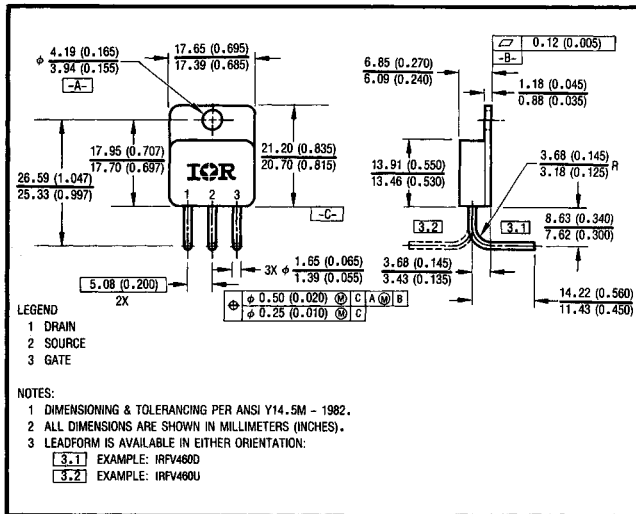 φ 4.19 (0.165)
3.94 (0.155)
-A-
17.65 (0.695)
17.39 (0.685)
6.85 (0.270)
6.09 (0.240)
⏥ 0.12 (0.005)
-B-
1.18 (0.045)
0.88 (0.035)
26.59 (1.047)
25.33 (0.997)
17.95 (0.707)
17.70 (0.697)
IOR
1 2 3
21.20 (0.835)
20.70 (0.815)
-C-
13.91 (0.550)
13.46 (0.530)
3.68 (0.145)
3.18 (0.125) R
3.2
3.1
8.63 (0.340)
7.62 (0.300)
5.08 (0.200)
2X
3X φ 1.65 (0.065)
1.39 (0.055)
3.68 (0.145)
3.43 (0.135)
14.22 (0.560)
11.43 (0.450)
⌖ φ 0.50 (0.020) Ⓜ C A Ⓜ B
φ 0.25 (0.010) Ⓜ C
LEGEND
1 DRAIN
2 SOURCE
3 GATE
NOTES:
1 DIMENSIONING & TOLERANCING PER ANSI Y14.5M - 1982.
2 ALL DIMENSIONS ARE SHOWN IN MILLIMETERS (INCHES).
3 LEADFORM IS AVAILABLE IN EITHER ORIENTATION:
3.1 EXAMPLE: IRFV460D
3.2 EXAMPLE: IRFV460U